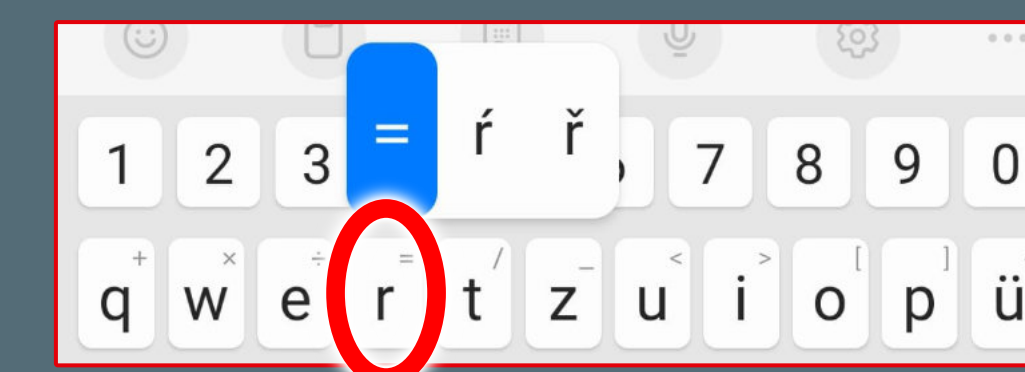 = ŕ ř
1 2 3 7 8 9 0
+ × ÷ = / _ < > [ ]
q w e r t z u i o p ü